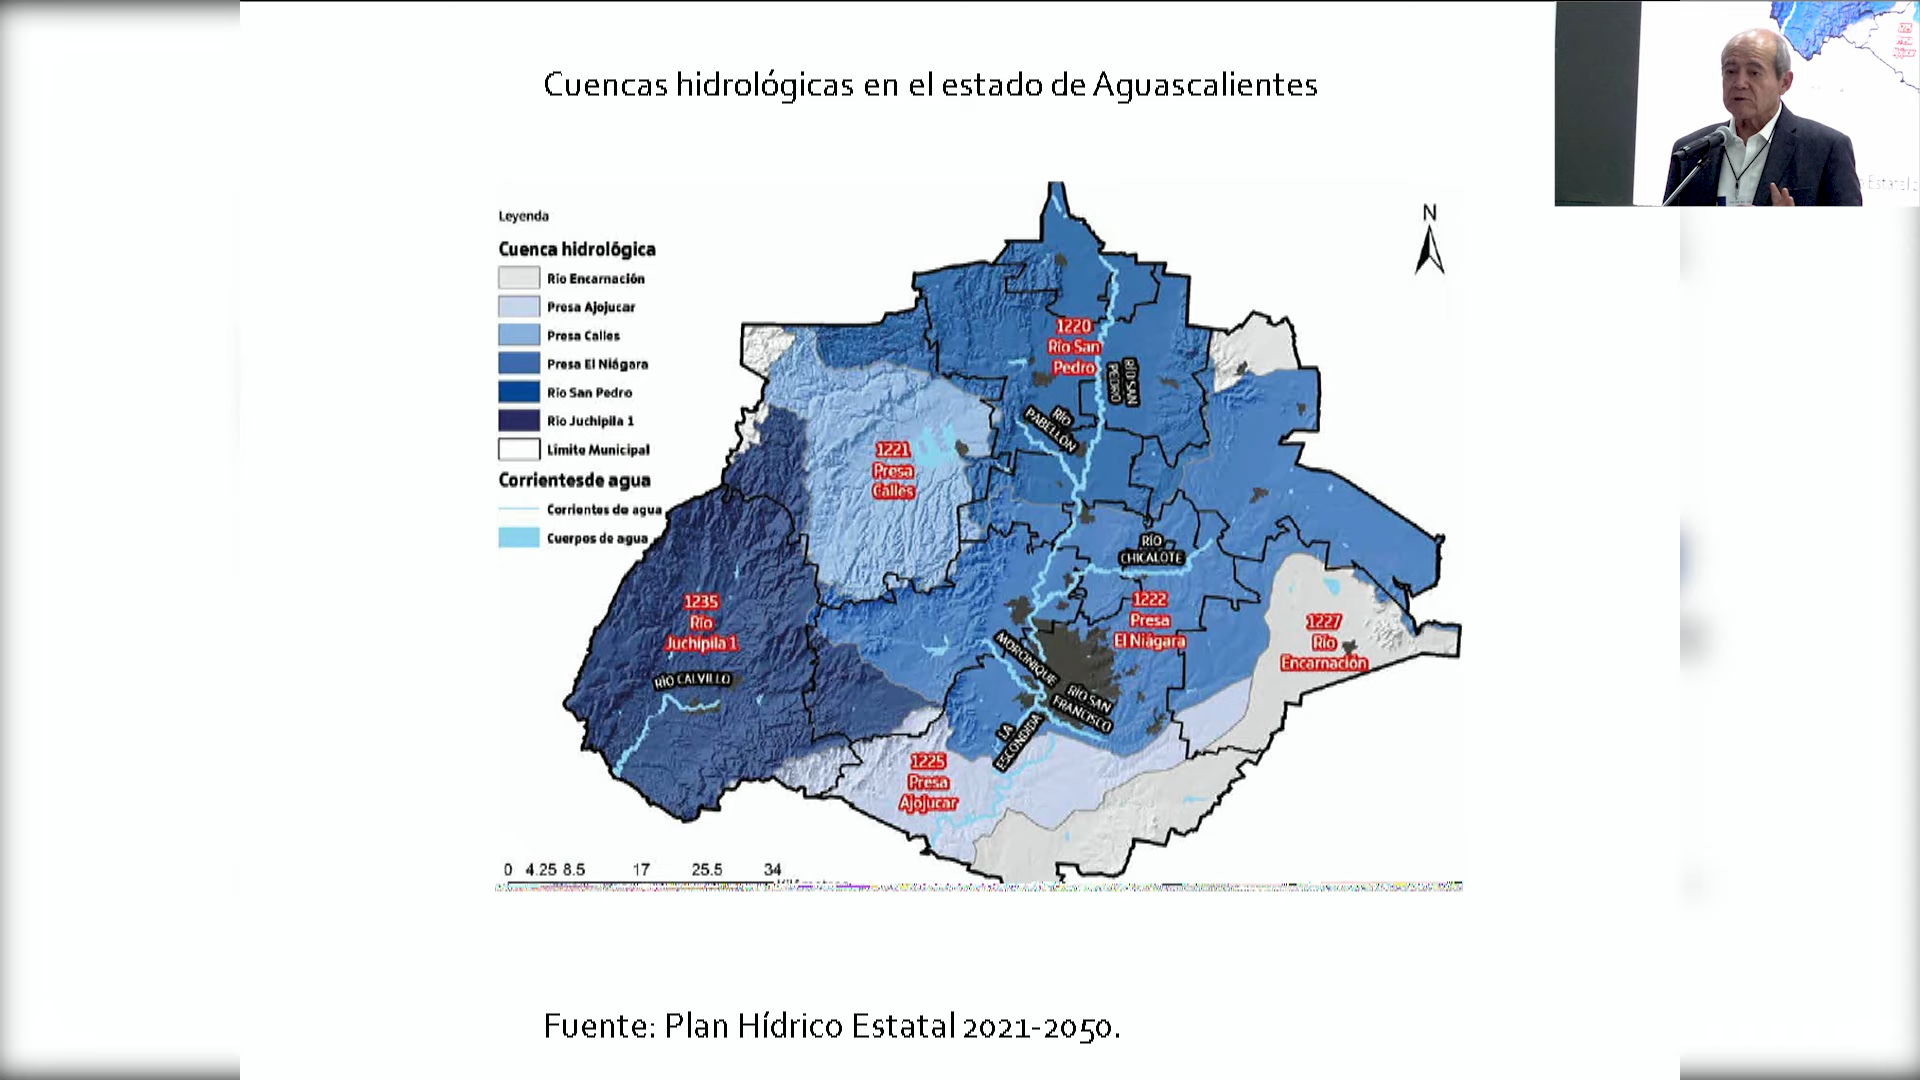 Cuencas hidrológicas en el estado de Aguascalientes
Leyenda
Cuenca hidrológica
Río Encarnación
Presa Ajojucar
Presa Calles
Presa El Niágara
Río San Pedro
Río Juchipila 1
Límite Municipal
Corrientesde agua
Corrientes de agua
Cuerpos de agua
N
1220
Río San
Pedro
RÍO SAN
PEDRO
RÍO
PABELLÓN
1221
Presa
Calles
RÍO
CHICALOTE
1235
Río
Juchipila 1
RÍO CALVILLO
1222
Presa
El Niágara
1227
Río
Encarnación
MORCINIQUE
RÍO SAN
FRANCISCO
LA
ESCONDIDA
1225
Presa
Ajojucar
0 4.25 8.5 17 25.5 34
Fuente: Plan Hídrico Estatal 2021-2050.
Estatal 2